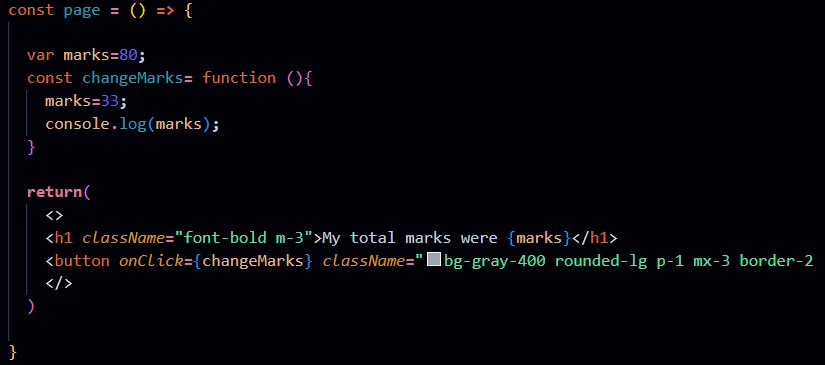 const page = () => {
var marks=80;
const changeMarks= function (){
marks=33;
console.log(marks);
}
return(
<>
<h1 className="font-bold m-3">My total marks were {marks}</h1>
<button onClick={changeMarks} className="bg-gray-400 rounded-lg p-1 mx-3 border-2
</>
)
}